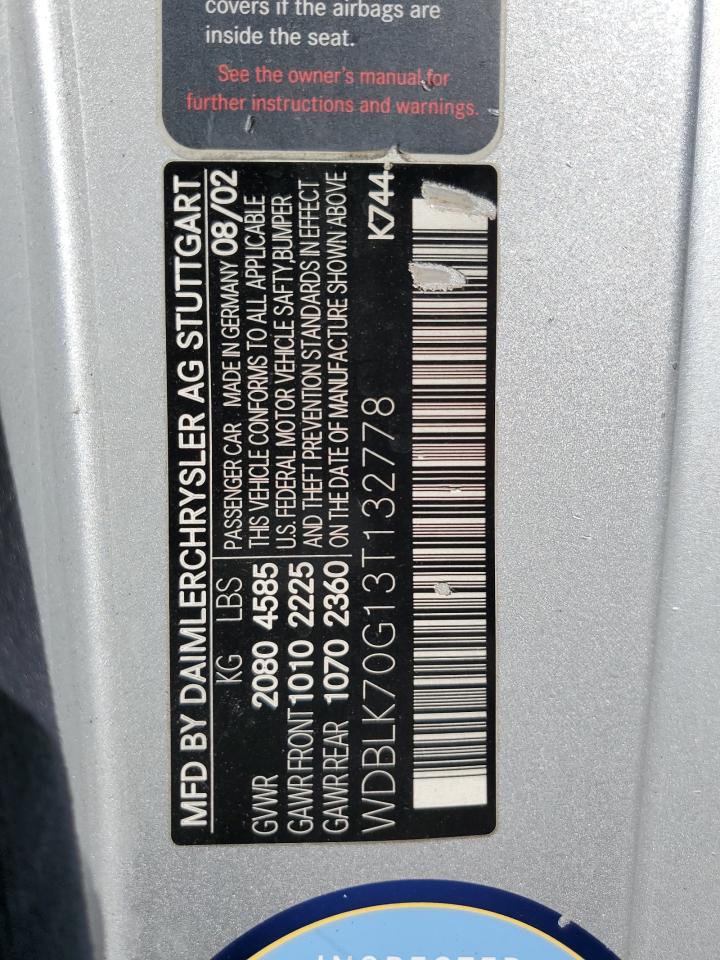 covers if the airbags are
inside the seat.
See the owner's manual for
further instructions and warnings.
MFD BY DAIMLERCHRYSLER AG STUTTGART
KG LBS
GVWR 2080 4585
GAWR FRONT 1010 2225
GAWR REAR 1070 2360
PASSENGER CAR MADE IN GERMANY 08/02
THIS VEHICLE CONFORMS TO ALL APPLICABLE
U.S. FEDERAL MOTOR VEHICLE SAFTY,BUMPER
AND THEFT PREVENTION STANDARDS IN EFFECT
ON THE DATE OF MANUFACTURE SHOWN ABOVE
WDBLK70G13T132778 K744